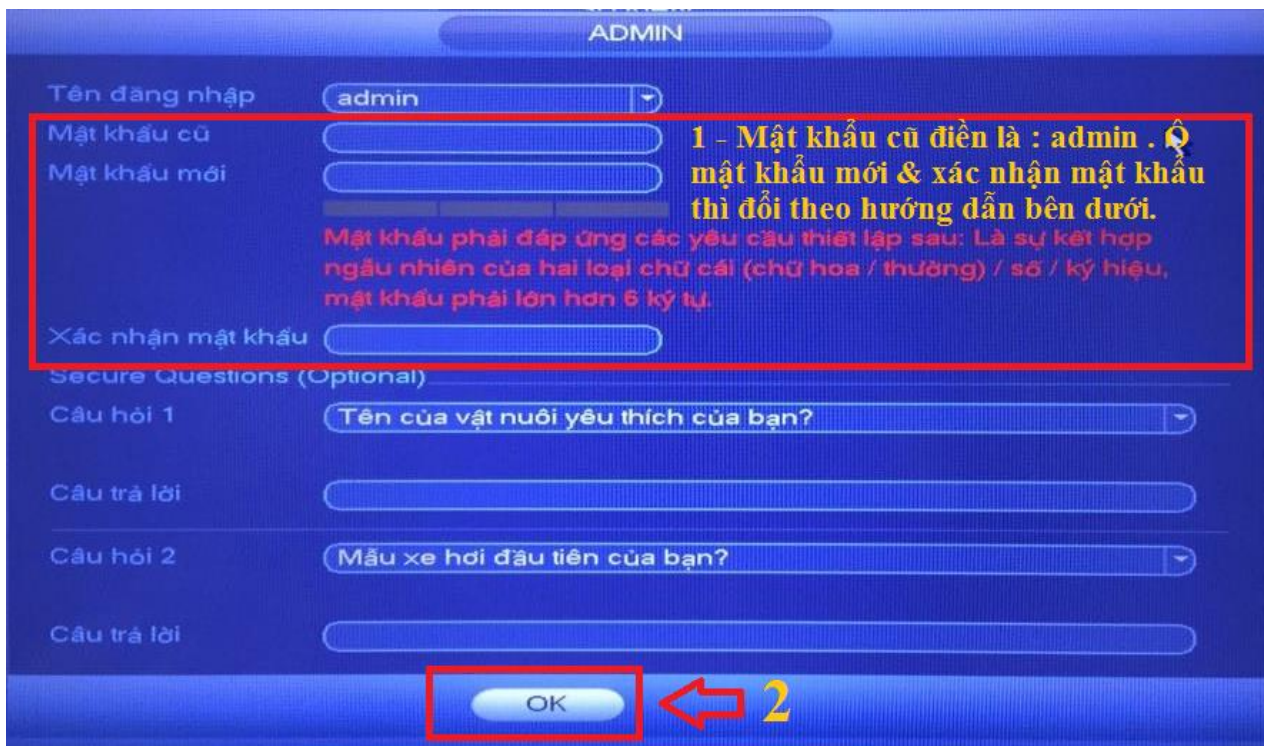 ADMIN
Tên đăng nhập admin
Mật khẩu cũ
1 - Mật khẩu cũ điền là : admin . Ô
Mật khẩu mới
mật khẩu mới & xác nhận mật khẩu
thì đổi theo hướng dẫn bên dưới.
Mật khẩu phải đáp ứng các yêu cầu thiết lập sau: Là sự kết hợp
ngẫu nhiên của hai loại chữ cái (chữ hoa / thường) / số / ký hiệu,
mật khẩu phải lớn hơn 6 ký tự.
Xác nhận mật khẩu
Secure Questions (Optional)
Câu hỏi 1 Tên của vật nuôi yêu thích của bạn?
Câu trả lời
Câu hỏi 2 Mẫu xe hơi đầu tiên của bạn?
Câu trả lời
OK 2